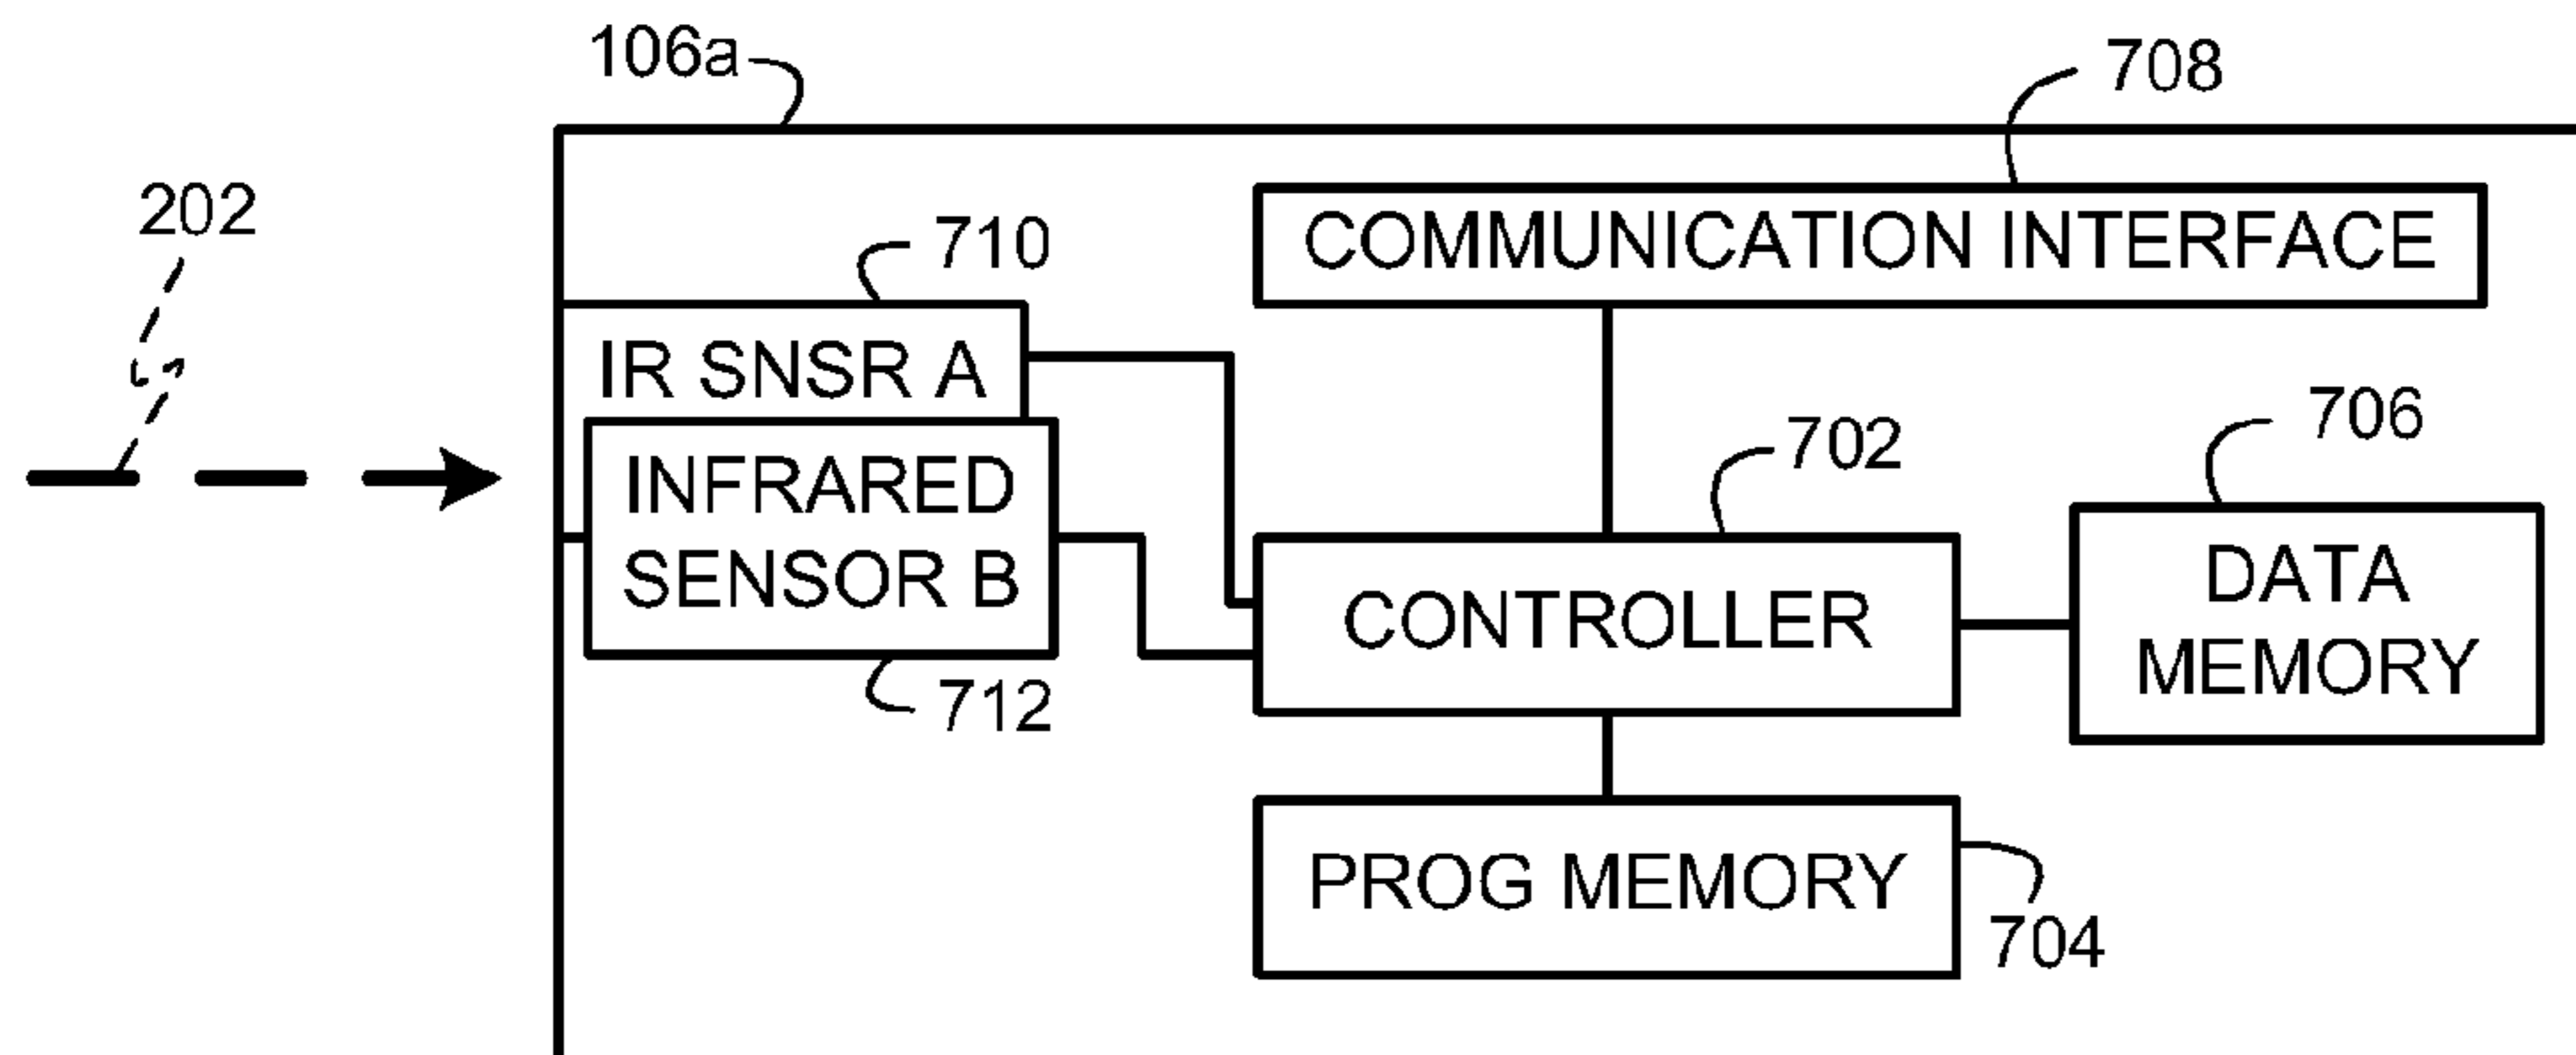 106a
708
202
710
COMMUNICATION INTERFACE
IR SNSR A
706
702
INFRARED
SENSOR B
DATA
MEMORY
CONTROLLER
712
PROG MEMORY
704